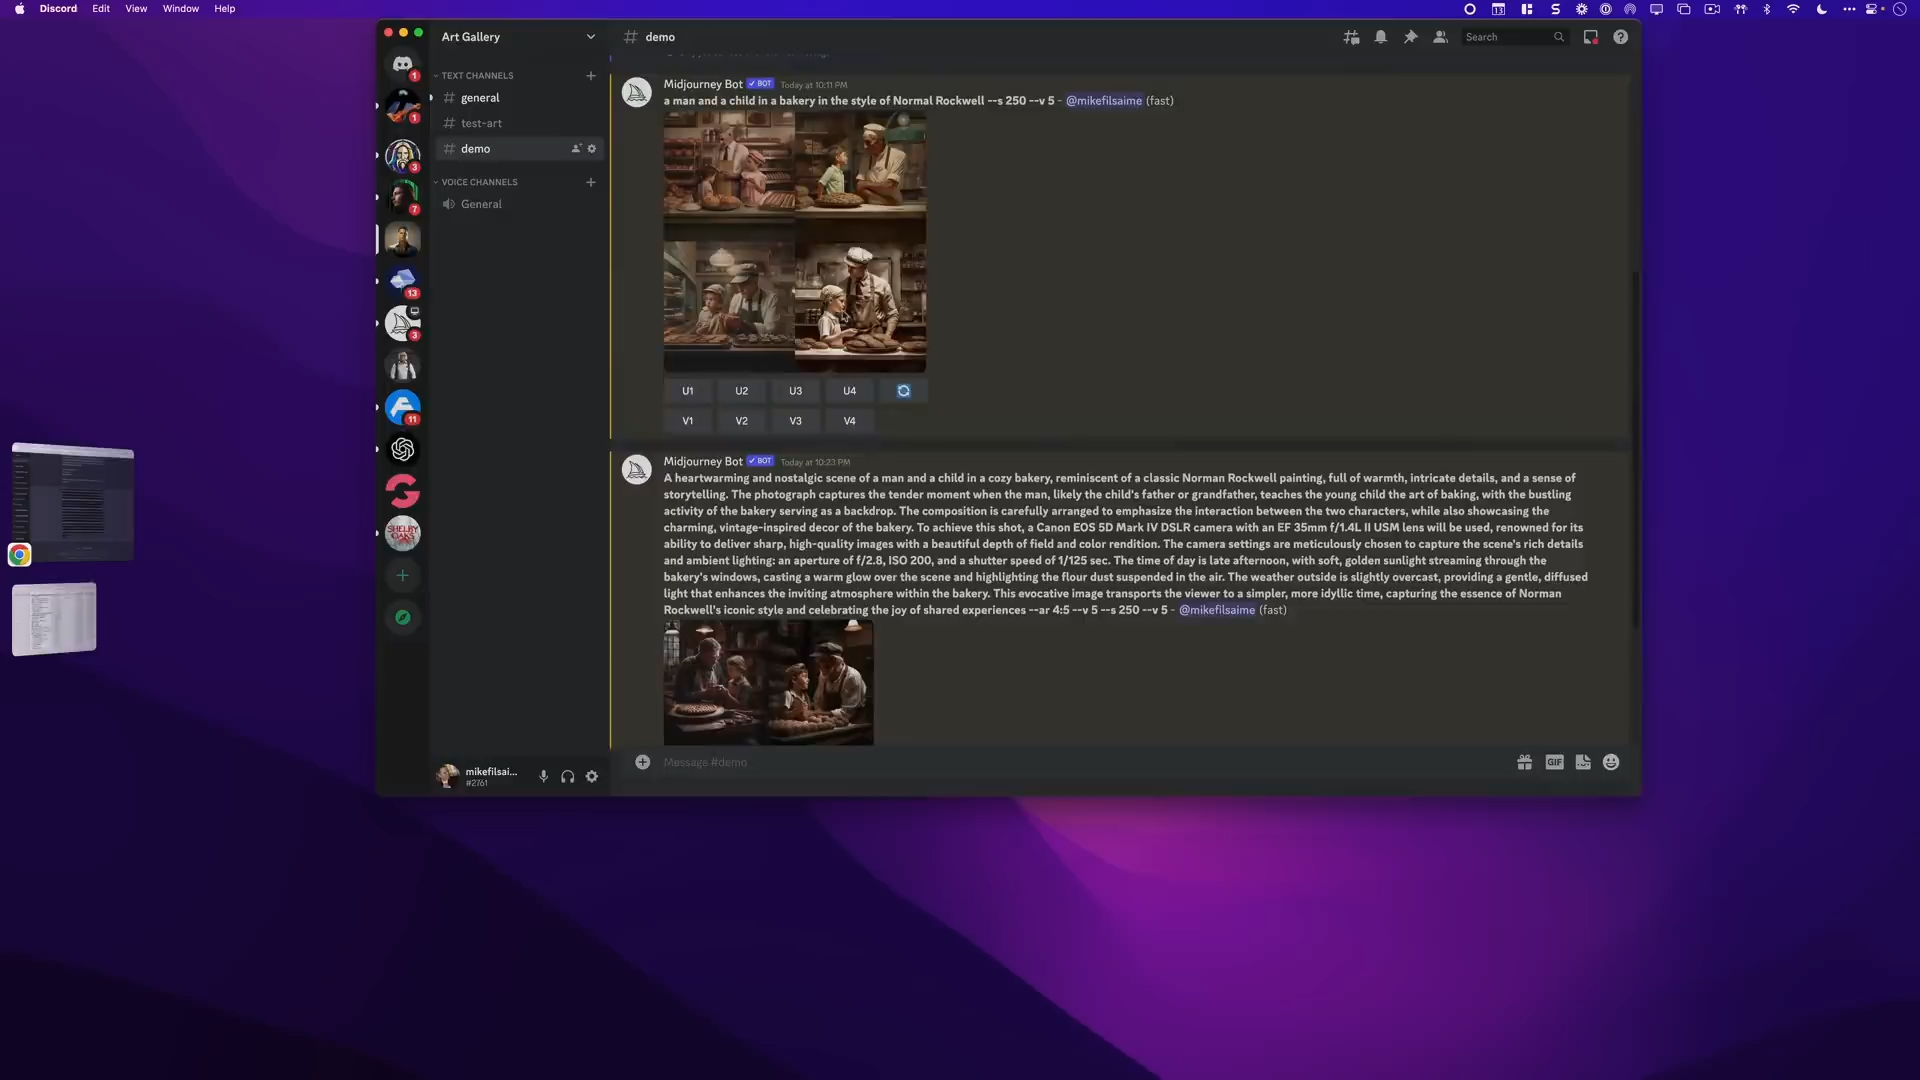 Discord Edit View Window Help
13
Art Gallery
# demo
Search
TEXT CHANNELS
# general
# test-art
# demo
VOICE CHANNELS
General
1
1
3
7
13
3
11
SHELBY OAKS
mikefilsai...
#2761
Midjourney Bot BOT Today at 10:11 PM
a man and a child in a bakery in the style of Normal Rockwell --s 250 --v 5 - @mikefilsaime (fast)
U1 U2 U3 U4
V1 V2 V3 V4
Midjourney Bot BOT Today at 10:23 PM
A heartwarming and nostalgic scene of a man and a child in a cozy bakery, reminiscent of a classic Norman Rockwell painting, full of warmth, intricate details, and a sense of
storytelling. The photograph captures the tender moment when the man, likely the child's father or grandfather, teaches the young child the art of baking, with the bustling
activity of the bakery serving as a backdrop. The composition is carefully arranged to emphasize the interaction between the two characters, while also showcasing the
charming, vintage-inspired decor of the bakery. To achieve this shot, a Canon EOS 5D Mark IV DSLR camera with an EF 35mm f/1.4L II USM lens will be used, renowned for its
ability to deliver sharp, high-quality images with a beautiful depth of field and color rendition. The camera settings are meticulously chosen to capture the scene's rich details
and ambient lighting: an aperture of f/2.8, ISO 200, and a shutter speed of 1/125 sec. The time of day is late afternoon, with soft, golden sunlight streaming through the
bakery's windows, casting a warm glow over the scene and highlighting the flour dust suspended in the air. The weather outside is slightly overcast, providing a gentle, diffused
light that enhances the inviting atmosphere within the bakery. This evocative image transports the viewer to a simpler, more idyllic time, capturing the essence of Norman
Rockwell's iconic style and celebrating the joy of shared experiences --ar 4:5 --v 5 --s 250 --v 5 - @mikefilsaime (fast)
Message #demo
GIF